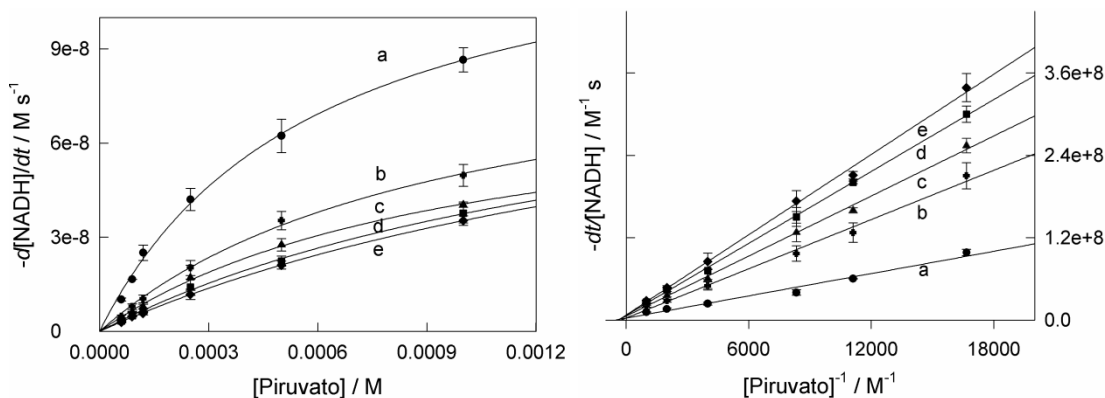 9e-8
6e-8
3e-8
0
-d[NADH]/dt / M s⁻¹
a
b
c
d
e
0.0000
0.0003
0.0006
0.0009
0.0012
[Piruvato] / M
-dt/[NADH] / M⁻¹ s
e
d
c
b
a
3.6e+8
2.4e+8
1.2e+8
0.0
0
6000
12000
18000
[Piruvato]⁻¹ / M⁻¹